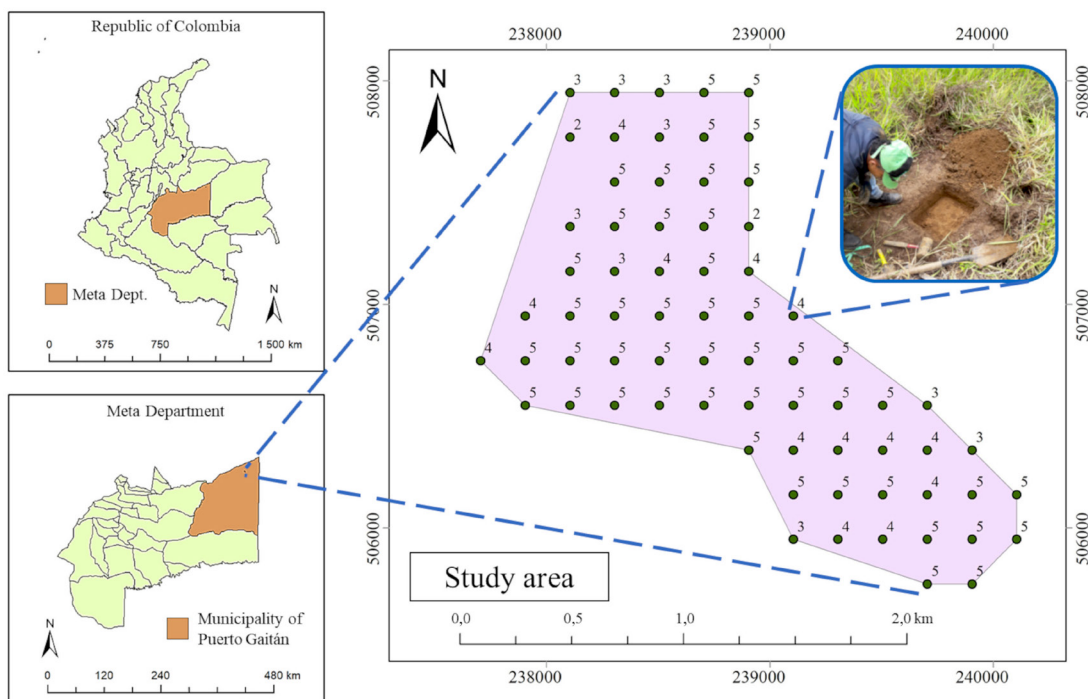 Republic of Colombia
Meta Dept.
N
0 375 750 1 500 km
Meta Department
Municipality of
Puerto Gaitán
N
0 120 240 480 km
238000 239000 240000
508000 508000
507000 507000
506000 506000
N
3 3 3 5 5
2 4 3 5 5
5 5 5 5
3 5 5 5 2
5 3 4 5 4
4 5 5 5 5 5 4
4 5 5 5 5 5 5 5 5
5 5 5 5 5 5 5 5 5 3
5 4 4 4 4 3
5 5 5 4 5 5
3 4 4 5 5 5
5 5
Study area
0,0 0,5 1,0 2,0 km
238000 239000 240000